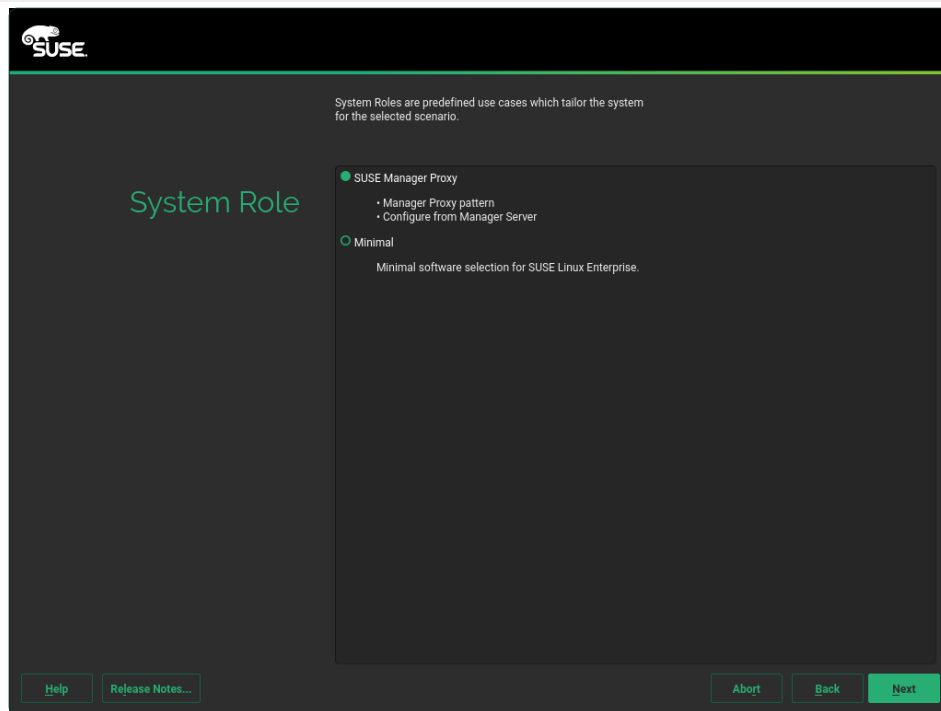 SUSE.
System Roles are predefined use cases which tailor the system
for the selected scenario.
System Role
SUSE Manager Proxy
• Manager Proxy pattern
• Configure from Manager Server
Minimal
Minimal software selection for SUSE Linux Enterprise.
Help
Release Notes...
Abort
Back
Next